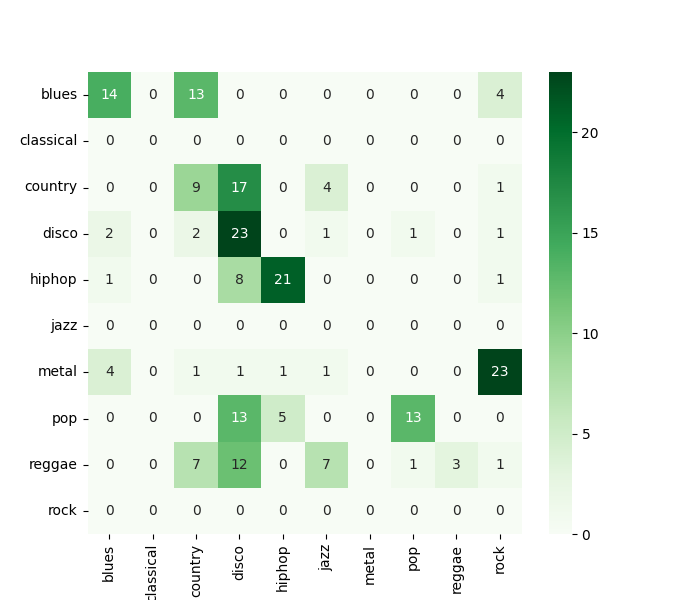 blues 14 0 13 0 0 0 0 0 0 4
classical 0 0 0 0 0 0 0 0 0 0
country 0 0 9 17 0 4 0 0 0 1
disco 2 0 2 23 0 1 0 1 0 1
hiphop 1 0 0 8 21 0 0 0 0 1
jazz 0 0 0 0 0 0 0 0 0 0
metal 4 0 1 1 1 1 0 0 0 23
pop 0 0 0 13 5 0 0 13 0 0
reggae 0 0 7 12 0 7 0 1 3 1
rock 0 0 0 0 0 0 0 0 0 0
blues classical country disco hiphop jazz metal pop reggae rock
20
15
10
5
0